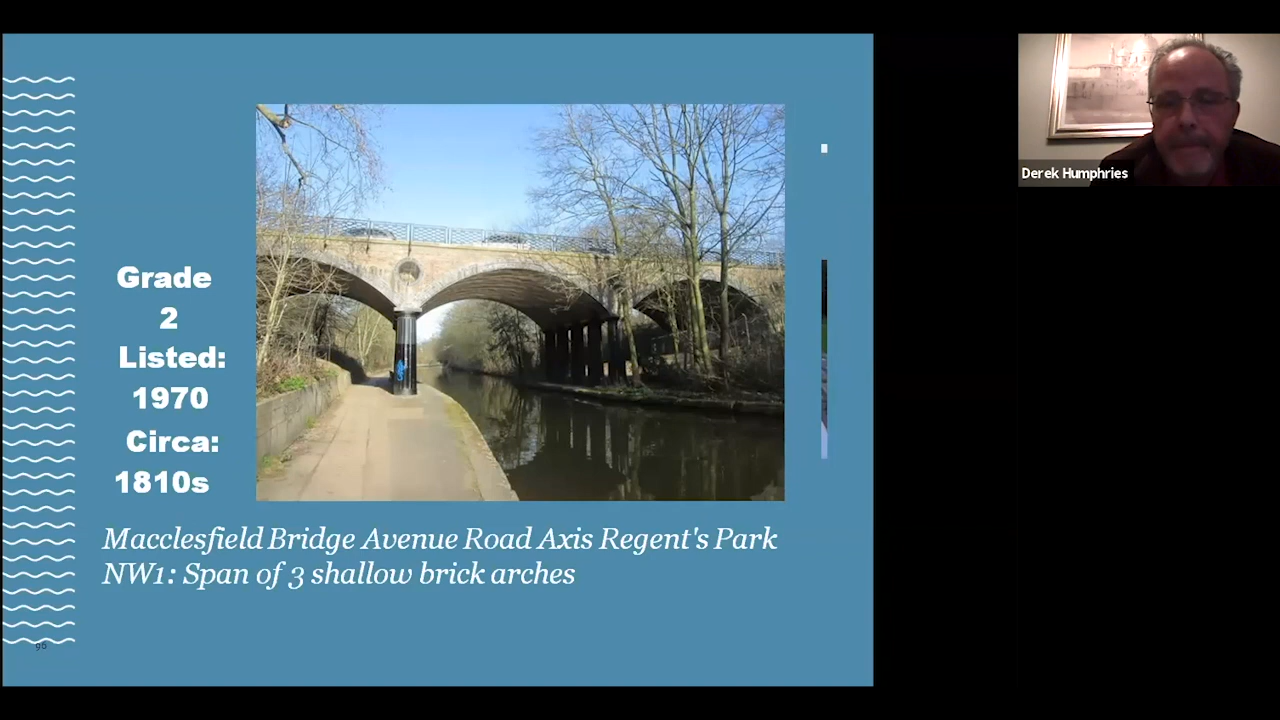 Grade
2
Listed:
1970
Circa:
1810s
Macclesfield Bridge Avenue Road Axis Regent's Park
NW1: Span of 3 shallow brick arches
Derek Humphries